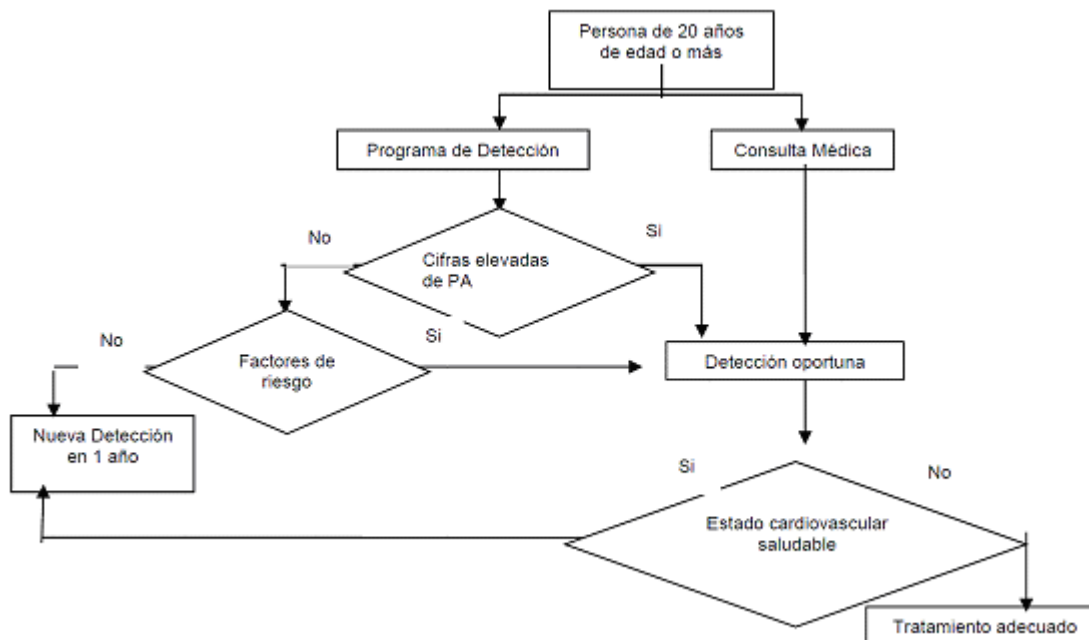 Persona de 20 años
de edad o más
Programa de Detección
Consulta Médica
No
Si
Cifras elevadas
de PA
No
Si
Factores de
riesgo
Detección oportuna
Nueva Detección
en 1 año
Si
No
Estado cardiovascular
saludable
Tratamiento adecuado